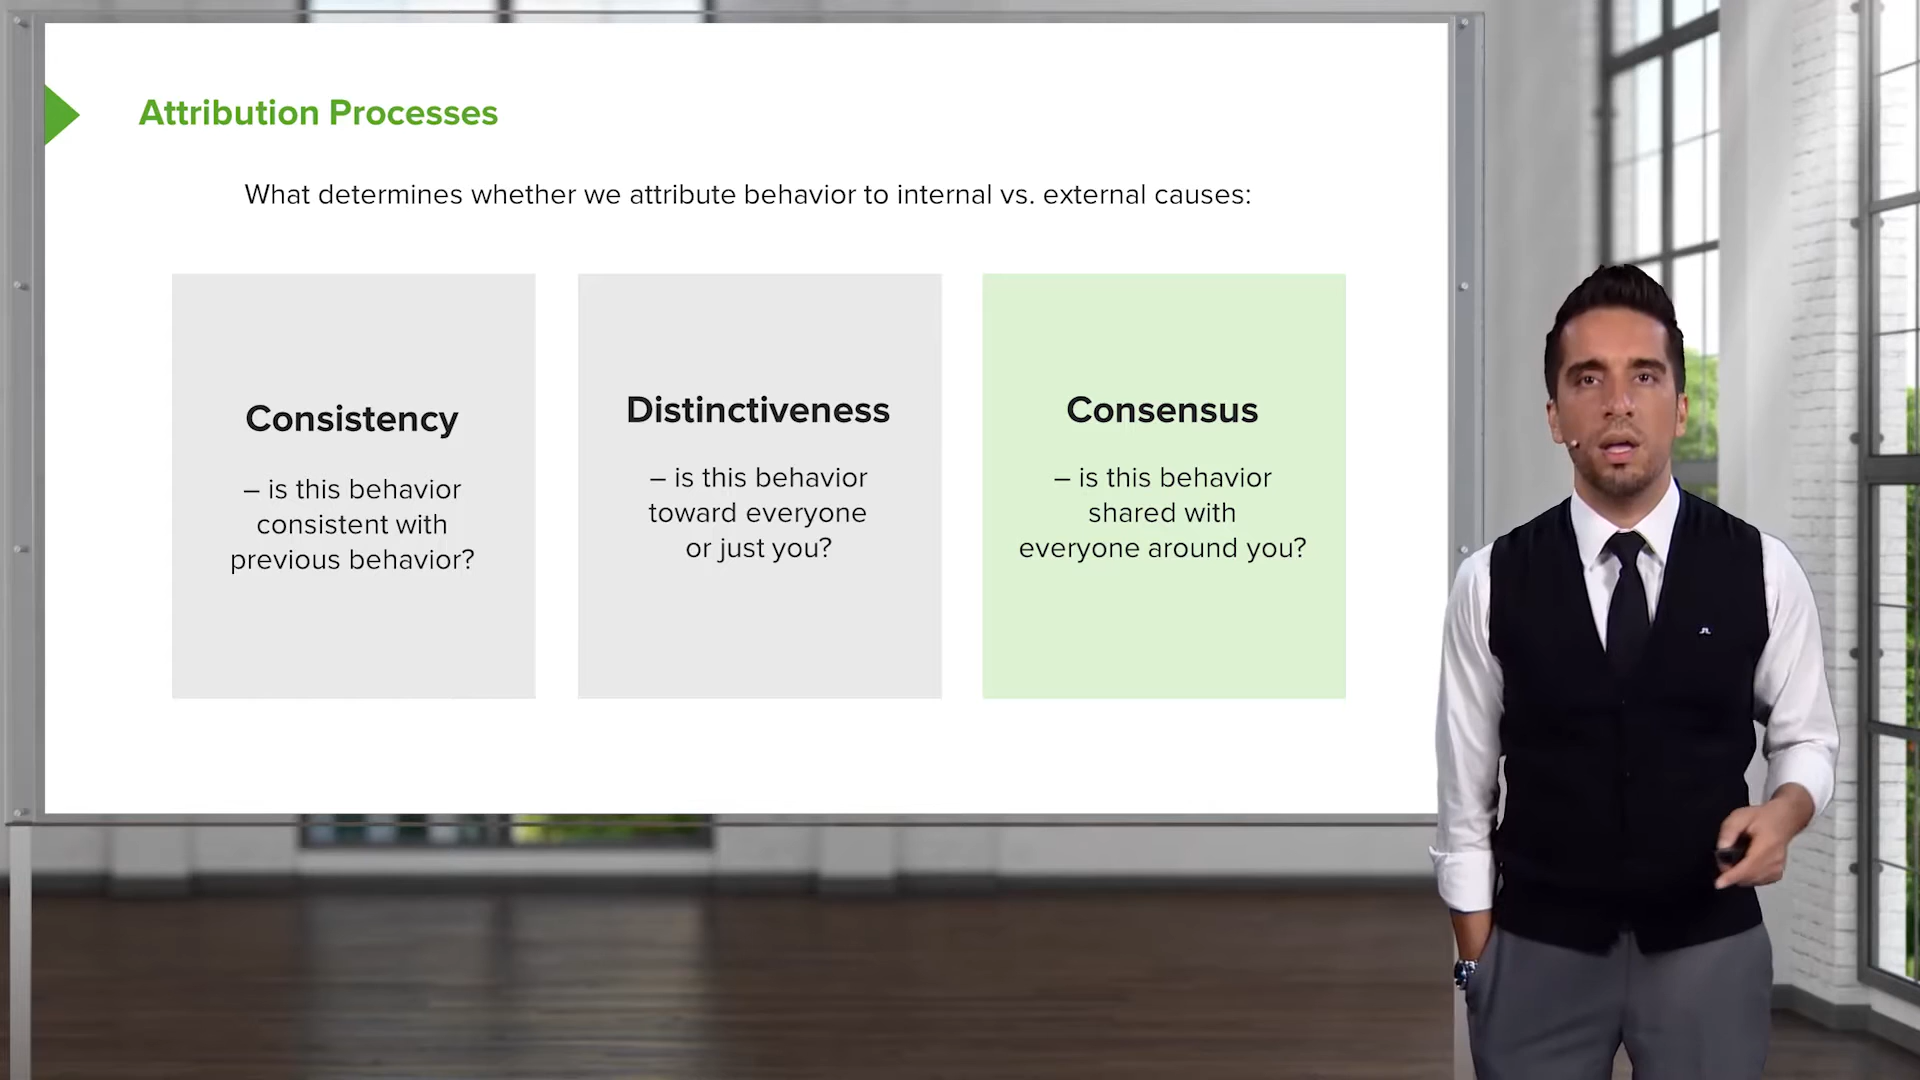 Attribution Processes
What determines whether we attribute behavior to internal vs. external causes:
Consistency
– is this behavior
consistent with
previous behavior?
Distinctiveness
– is this behavior
toward everyone
or just you?
Consensus
– is this behavior
shared with
everyone around you?